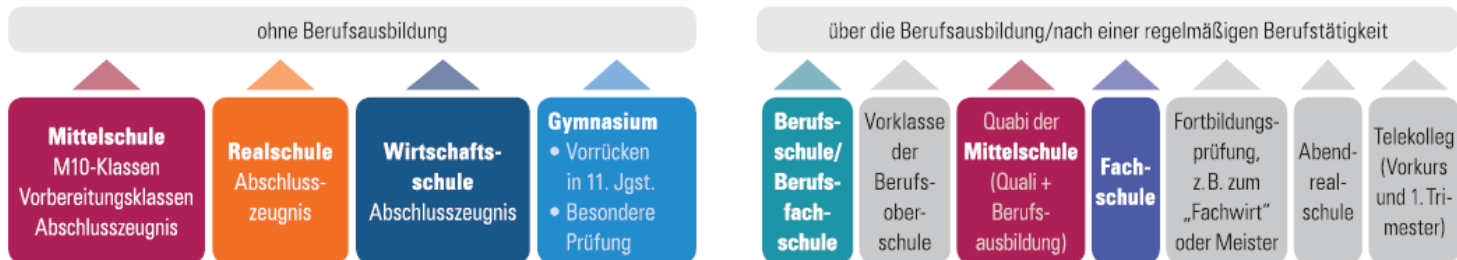 ohne Berufsausbildung
über die Berufsausbildung/nach einer regelmäßigen Berufstätigkeit
Mittelschule
M10-Klassen
Vorbereitungsklassen
Abschlusszeugnis
Realschule
Abschluss-
zeugnis
Wirtschafts-
schule
Abschlusszeugnis
Gymnasium
• Vorrücken
in 11. Jgst.
• Besondere
Prüfung
Berufs-
schule/
Berufs-
fach-
schule
Vorklasse
der
Berufs-
ober-
schule
Quabi der
Mittelschule
(Quali +
Berufs-
ausbildung)
Fach-
schule
Fortbildungs-
prüfung,
z. B. zum
„Fachwirt"
oder Meister
Abend-
real-
schule
Telekolleg
(Vorkurs
und 1. Tri-
mester)